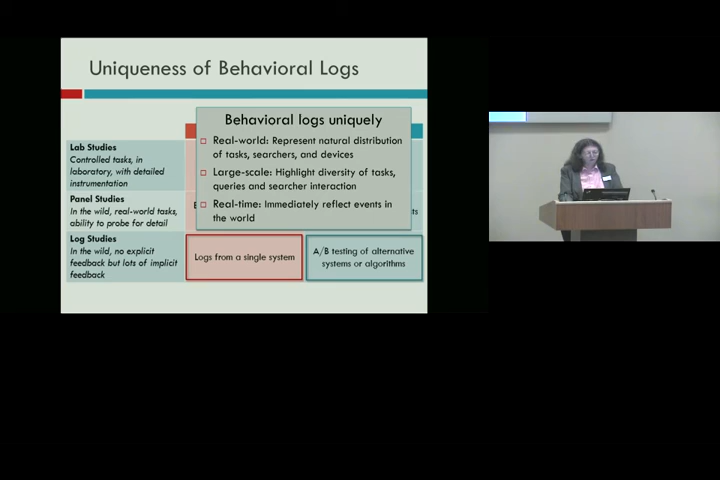 Uniqueness of Behavioral Logs
Behavioral logs uniquely
Real-world: Represent natural distribution
of tasks, searchers, and devices
Large-scale: Highlight diversity of tasks,
queries and searcher interaction
Real-time: Immediately reflect events in
the world
Lab Studies
Controlled tasks, in
laboratory, with detailed
instrumentation
Panel Studies
In the wild, real-world tasks,
ability to probe for detail
Log Studies
In the wild, no explicit
feedback but lots of implicit
feedback
Logs from a single system
A/B testing of alternative
systems or algorithms